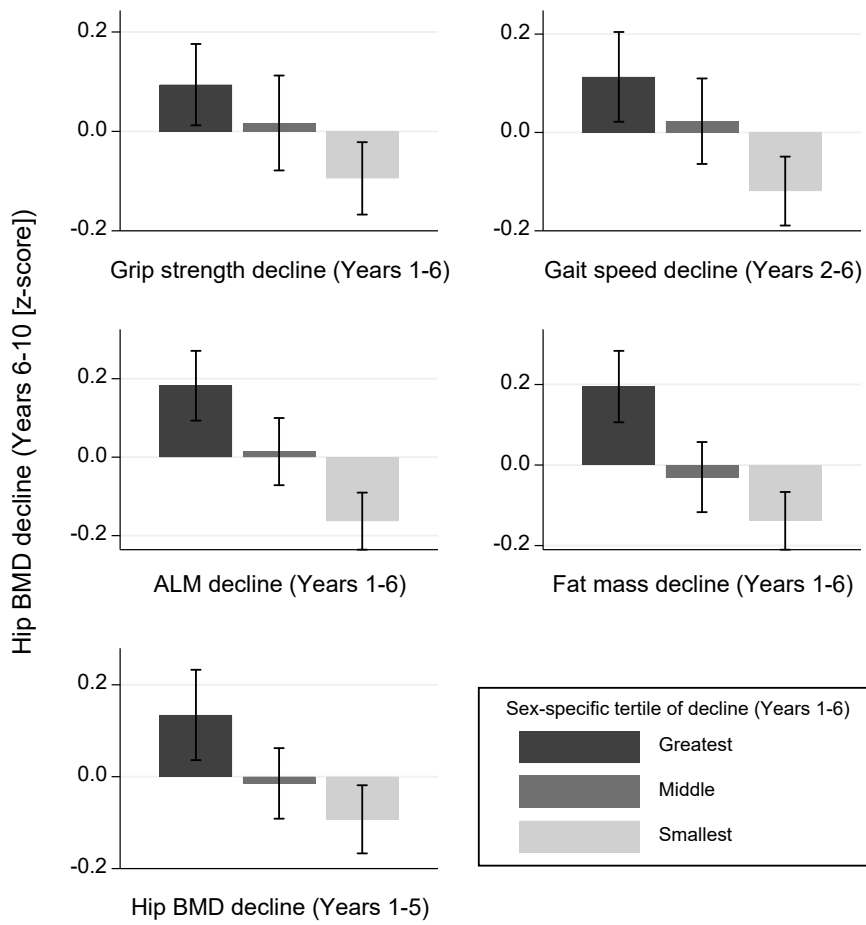 Hip BMD decline (Years 6-10 [z-score])
0.2
0.0
-0.2
Grip strength decline (Years 1-6)
0.2
0.0
-0.2
Gait speed decline (Years 2-6)
0.2
0.0
-0.2
ALM decline (Years 1-6)
0.2
0.0
-0.2
Fat mass decline (Years 1-6)
0.2
0.0
-0.2
Hip BMD decline (Years 1-5)
Sex-specific tertile of decline (Years 1-6)
Greatest
Middle
Smallest